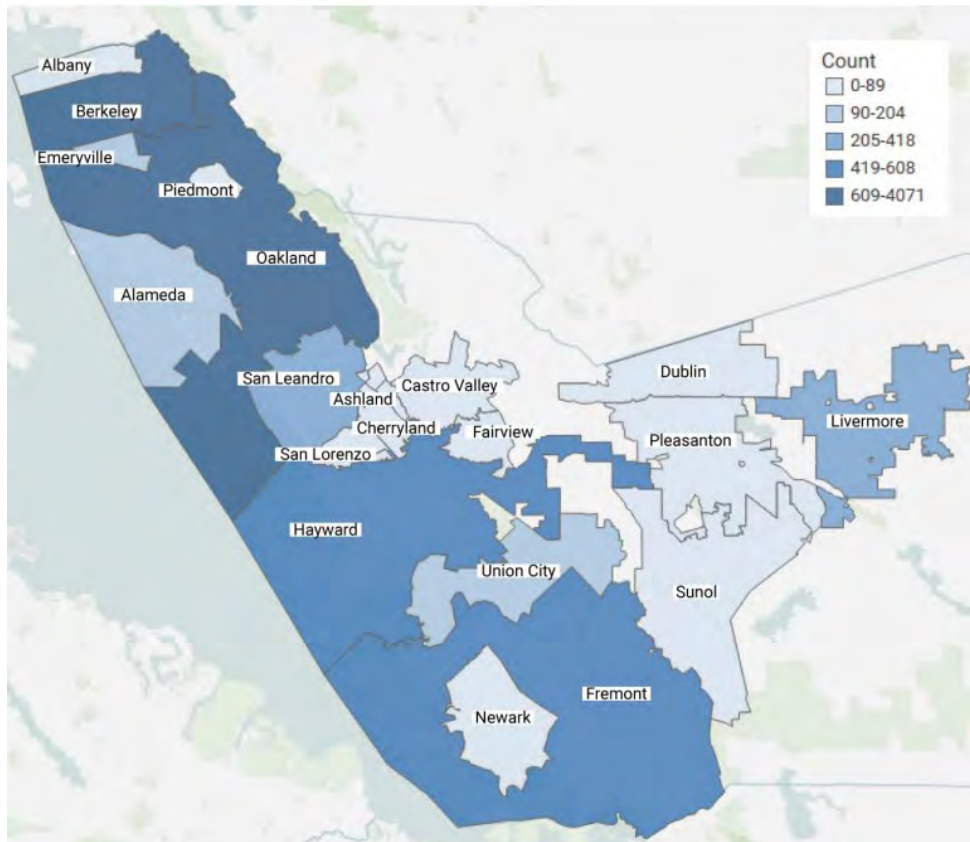 Albany
Count
0-89
90-204
205-418
419-608
609-4071
Berkeley
Emeryville
Piedmont
Oakland
Alameda
San Leandro
Ashland
Castro Valley
Dublin
Cherryland
Fairview
Pleasanton
Livermore
San Lorenzo
Hayward
Union City
Sunol
Fremont
Newark